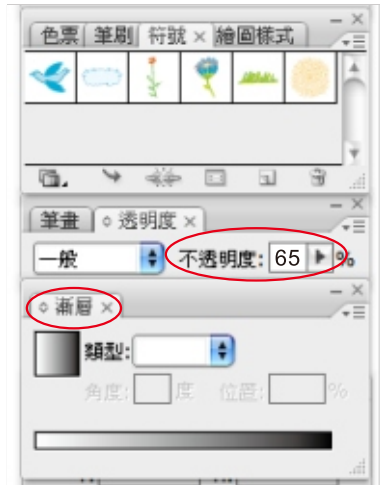 色票 筆刷 符號 × 繪圖樣式
筆畫 透明度 ×
一般 不透明度: 65 %
漸層 ×
類型:
角度: 度 位置: %